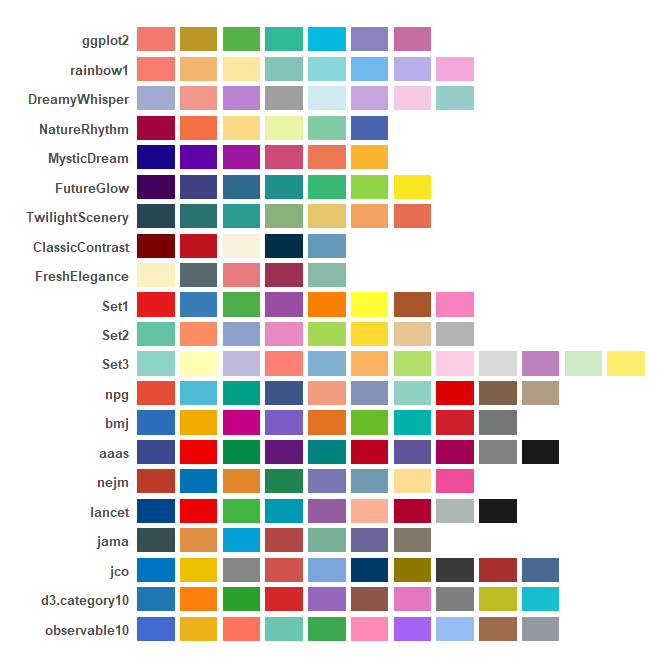 ggplot2
rainbow1
DreamyWhisper
NatureRhythm
MysticDream
FutureGlow
TwilightScenery
ClassicContrast
FreshElegance
Set1
Set2
Set3
npg
bmj
aaas
nejm
lancet
jama
jco
d3.category10
observable10